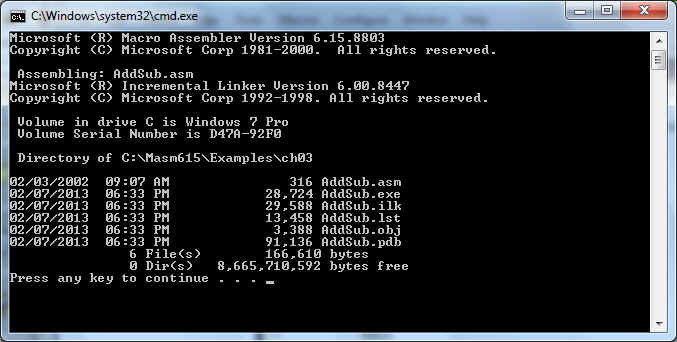 C:\Windows\system32\cmd.exe
Microsoft (R) Macro Assembler Version 6.15.8803
Copyright (C) Microsoft Corp 1981-2000.  All rights reserved.
Assembling: AddSub.asm
Microsoft (R) Incremental Linker Version 6.00.8447
Copyright (C) Microsoft Corp 1992-1998. All rights reserved.
Volume in drive C is Windows 7 Pro
Volume Serial Number is D47A-92F0
Directory of C:\Masm615\Examples\ch03
02/03/2002  09:07 AM               316 AddSub.asm
02/07/2013  06:33 PM            28,724 AddSub.exe
02/07/2013  06:33 PM            29,588 AddSub.ilk
02/07/2013  06:33 PM            13,458 AddSub.lst
02/07/2013  06:33 PM             3,388 AddSub.obj
02/07/2013  06:33 PM            91,136 AddSub.pdb
6 File(s)        166,610 bytes
0 Dir(s)   8,665,710,592 bytes free
Press any key to continue . . . _